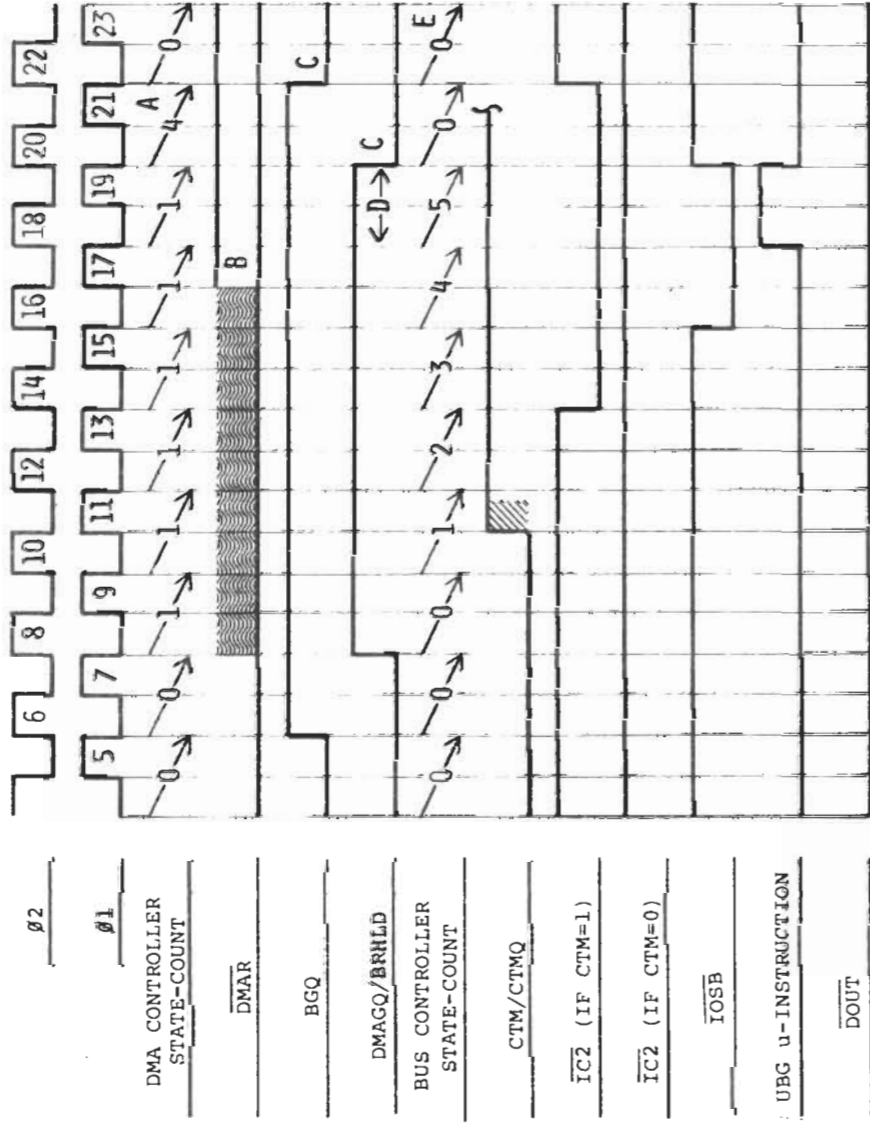 ø2
6 8 10 12 14 16 18 20 22
ø1
5 7 9 11 13 15 17 19 21 23
DMA CONTROLLER
STATE-COUNT
0 0 1 1 1 1 1 1 4 0
A
DMAR
B
BGQ
C
DMAGQ/BRHLD
C
←D→
BUS CONTROLLER
STATE-COUNT
0 0 0 1 2 3 4 5 0 0
E
CTM/CTMQ
IC2 (IF CTM=1)
IC2 (IF CTM=0)
IOSB
UBG u-INSTRUCTION
DOUT